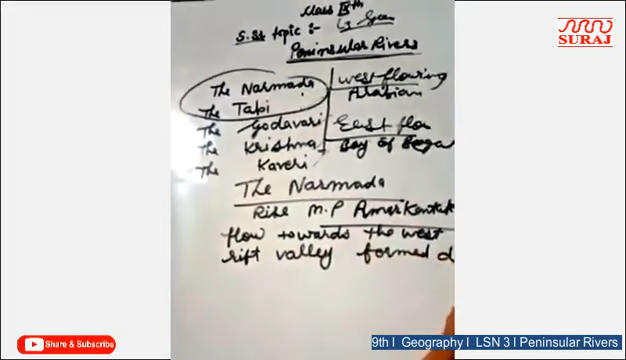 Class IXth
S.St topic :- Geo
Peninsular Rivers
The Narmada west flowing
The Tapi Arabian
The Godavari East flow
The Krishna Bay of Benga
The Kaveri
The Narmada
Rise M.P Amarkantak
flow towards the west
rift valley formed d
SURAJ
Share & Subscribe
9th I Geography I LSN 3 I Peninsular Rivers